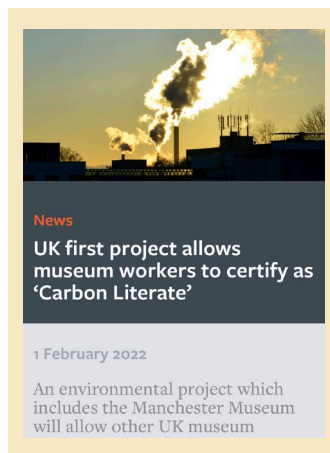 News
UK first project allows
museum workers to certify as
‘Carbon Literate’
1 February 2022
An environmental project which
includes the Manchester Museum
will allow other UK museum